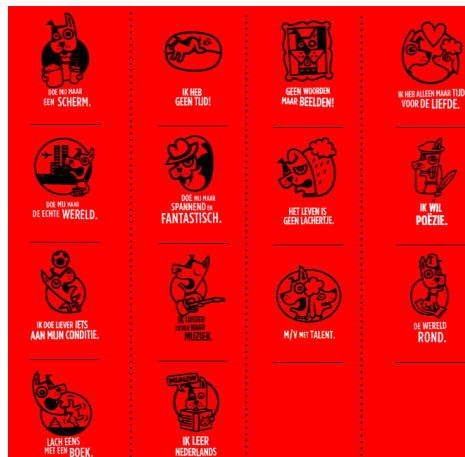 DOE MIJ MAAR
EEN SCHERM.
IK HEB
GEEN TIJD!
GEEN WOORDEN
MAAR BEELDEN!
IK HEB ALLEEN MAAR TIJD
VOOR DE LIEFDE.
DOE MIJ MAAR
DE ECHTE WERELD.
DOE MIJ MAAR
SPANNEND EN
FANTASTISCH.
HET LEVEN IS
GEEN LACHERTJE.
IK WIL
POËZIE.
IK DOE LIEVER IETS
AAN MIJN CONDITIE.
IK LUISTER
LIEVER NAAR
MUZIEK.
M/V MET TALENT.
DE WERELD
ROND.
LACH EENS
MET EEN BOEK.
MIAUW
IK LEER
NEDERLANDS